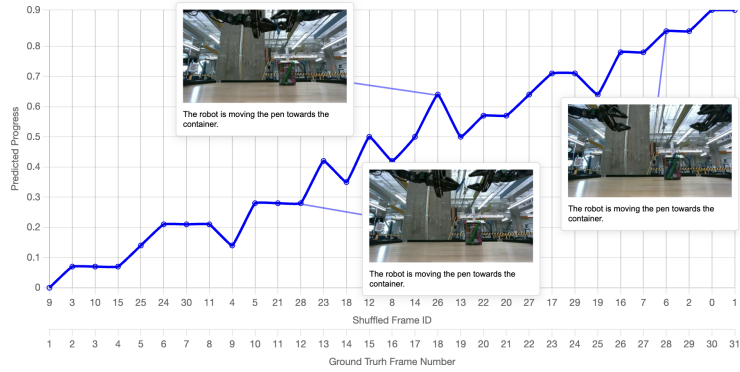 0.9
0.8
0.7
0.6
0.5
0.4
0.3
0.2
0.1
0
Predicted Progress
The robot is moving the pen towards the
container.
The robot is moving the pen towards the
container.
The robot is moving the pen towards the
container.
9 3 10 15 25 24 30 11 4 5 21 28 23 18 12 8 14 26 13 22 20 27 17 29 19 16 7 6 2 0 1
Shuffled Frame ID
1 2 3 4 5 6 7 8 9 10 11 12 13 14 15 16 17 18 19 20 21 22 23 24 25 26 27 28 29 30 31
Ground Trurh Frame Number